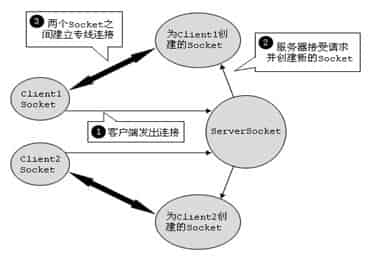 ❸ 两个Socket之
间建立专线连接
为Client1创
建的Socket
❷ 服务器接受请求
并创建新的Socket
Client1
Socket
❶ 客户端发出连接
ServerSocket
Client2
Socket
为Client2创
建的Socket